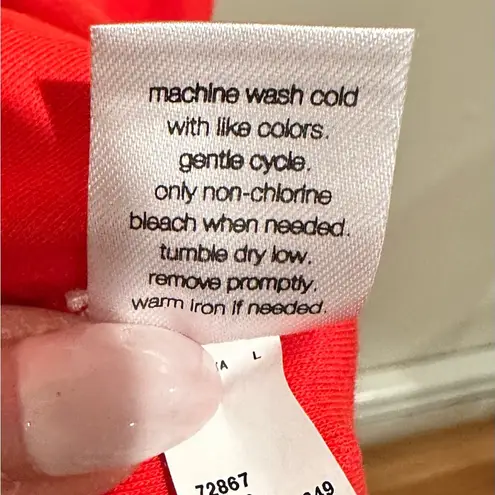 machine wash cold
with like colors.
gentle cycle.
only non-chlorine
bleach when needed.
tumble dry low.
remove promptly.
warm iron if needed.
L
72867